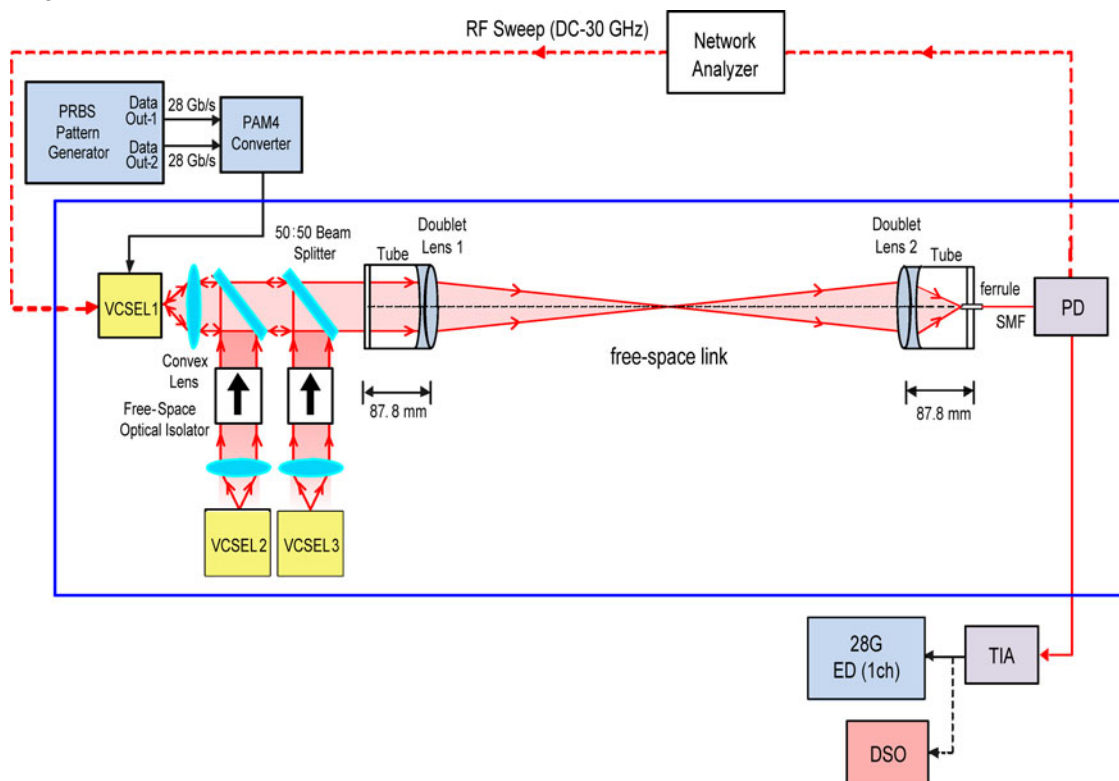 RF Sweep (DC-30 GHz)
Network
Analyzer
PRBS
Pattern
Generator
Data
Out-1
Data
Out-2
28 Gb/s
28 Gb/s
PAM4
Converter
50:50 Beam
Splitter
Tube
Doublet
Lens 1
Doublet
Lens 2
Tube
VCSEL1
ferrule
SMF
PD
free-space link
Convex
Lens
Free-Space
Optical Isolator
87.8 mm
87.8 mm
VCSEL2
VCSEL3
28G
ED (1ch)
TIA
DSO